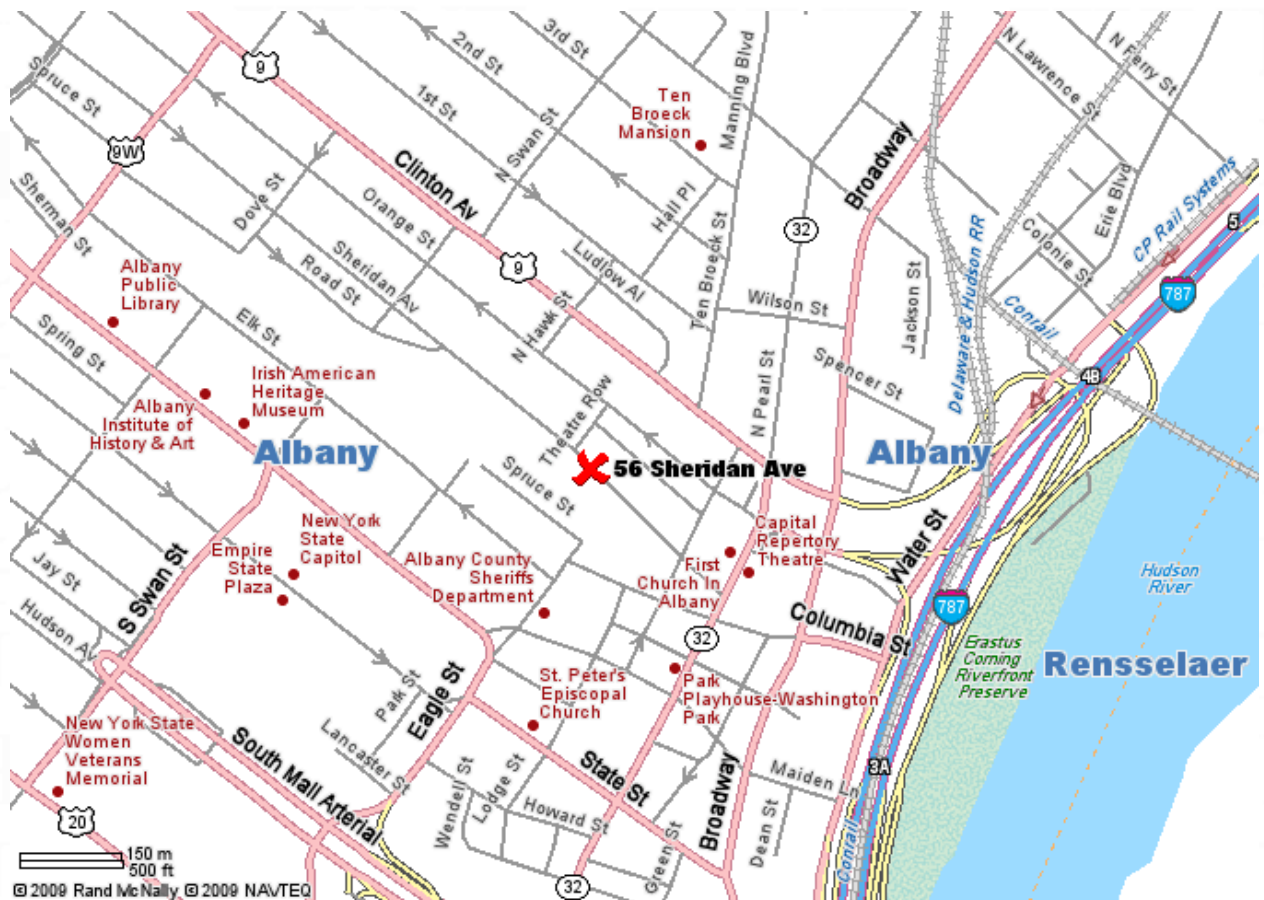 3rd St
2nd St
1st St
9
Spruce St
9W
Ten
Broeck
Mansion
Manning Blvd
N Swan St
Broadway
N Lawrence St
N Ferry St
Clinton Av
Dove St
Orange St
Hall Pl
32
Erie Blvd
CP Rail Systems
5
Sherman St
Sheridan Av
Road St
9
Ludlow Al
Ten Broeck St
Wilson St
Jackson St
Delaware & Hudson RR
Colonie St
Conrail
787
Albany
Public
Library
Elk St
Spring St
N Hawk St
N Pearl St
Spencer St
4B
Irish American
Heritage
Museum
Albany
Institute of
History & Art
Theatre Row
Albany
56 Sheridan Ave
Albany
Spruce St
New York
State
Capitol
Empire
State
Plaza
Albany County
Sheriffs
Department
First
Church In
Albany
Capital
Repertory
Theatre
Water St
Hudson
River
Jay St
Hudson Av
S Swan St
32
Columbia St
787
Erastus
Corning
Riverfront
Preserve
Rensselaer
Park St
Eagle St
St. Peter's
Episcopal
Church
Park
Playhouse-Washington
Park
New York State
Women
Veterans
Memorial
South Mall Arterial
Lancaster St
State St
Broadway
Maiden Ln
3A
20
Wendell St
Lodge St
Howard St
Green St
Dean St
Conrail
32
150 m
500 ft
© 2009 Rand McNally © 2009 NAVTEQ